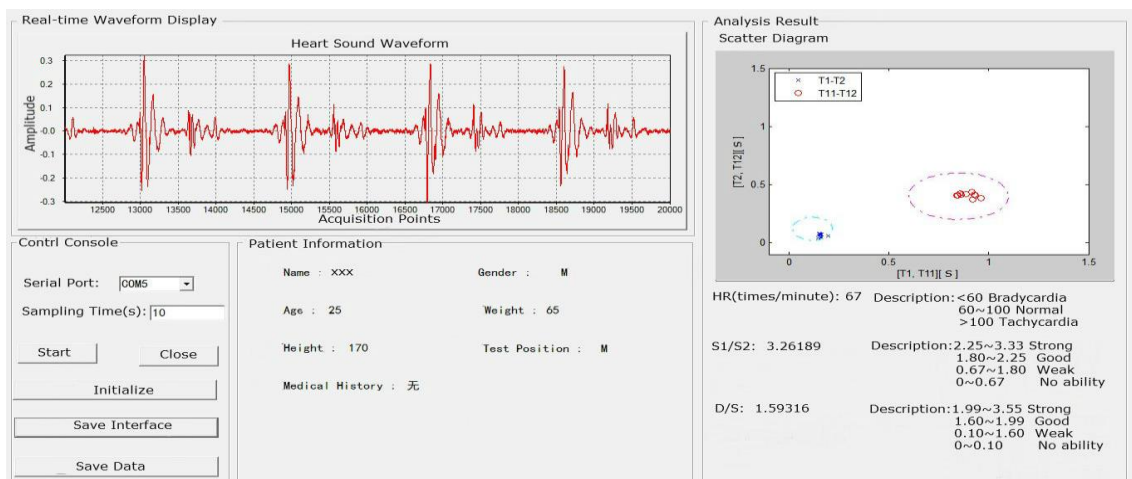 Real-time Waveform Display
Heart Sound Waveform
Amplitude
0.3
0.2
0.1
-0.0
-0.1
-0.2
-0.3
12500 13000 13500 14000 14500 15000 15500 16000 16500 17000 17500 18000 18500 19000 19500 20000
Acquisition Points
Contrl Console
Serial Port: COM5
Sampling Time(s): 10
Start Close
Initialize
Save Interface
Save Data
Patient Information
Name : XXX Gender : M
Age : 25 Weight : 65
Height : 170 Test Position : M
Medical History : 无
Analysis Result
Scatter Diagram
T1-T2
T11-T12
[T2, T12][ S ]
1.5
1
0.5
0
0 0.5 1 1.5
[T1, T11][ S ]
HR(times/minute): 67 Description:<60 Bradycardia
60~100 Normal
>100 Tachycardia
S1/S2: 3.26189 Description:2.25~3.33 Strong
1.80~2.25 Good
0.67~1.80 Weak
0~0.67 No ability
D/S: 1.59316 Description:1.99~3.55 Strong
1.60~1.99 Good
0.10~1.60 Weak
0~0.10 No ability